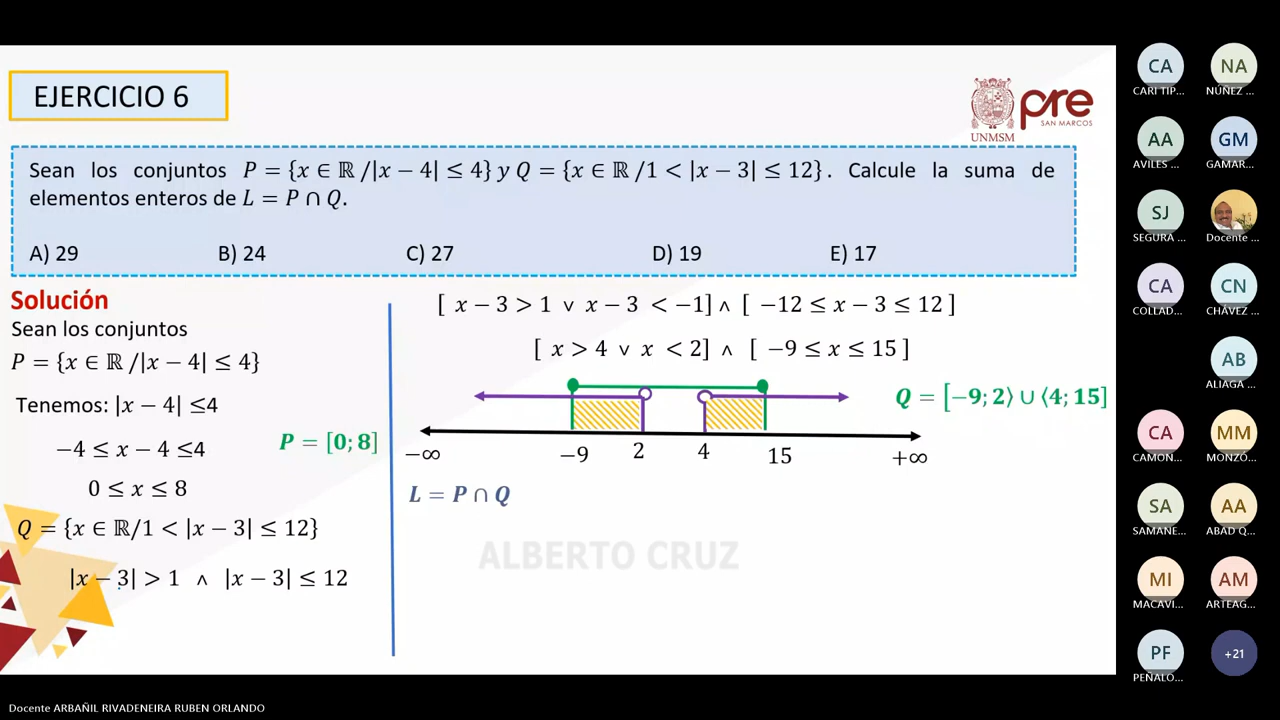 EJERCICIO 6
UNMSM
pre
SAN MARCOS
Sean los conjuntos P = {x ∈ ℝ /|x − 4| ≤ 4} y Q = {x ∈ ℝ /1 < |x − 3| ≤ 12}. Calcule la suma de
elementos enteros de L = P ∩ Q.
A) 29 B) 24 C) 27 D) 19 E) 17
Solución
Sean los conjuntos
P = {x ∈ ℝ /|x − 4| ≤ 4}
Tenemos: |x − 4| ≤4
−4 ≤ x − 4 ≤4
P = [0; 8]
0 ≤ x ≤ 8
Q = {x ∈ ℝ/1 < |x − 3| ≤ 12}
|x − 3| > 1 ∧ |x − 3| ≤ 12
[ x − 3 > 1 ∨ x − 3 < −1] ∧ [ −12 ≤ x − 3 ≤ 12 ]
[ x > 4 ∨ x < 2] ∧ [ −9 ≤ x ≤ 15 ]
Q = [−9; 2⟩ ∪ ⟨4; 15]
−∞ −9 2 4 15 +∞
L = P ∩ Q
ALBERTO CRUZ
CA NA
CARI TIP... NÚÑEZ ...
AA GM
AVILES ... GAMAR...
SJ
SEGURA ... Docente ...
CA CN
COLLAD... CHÁVEZ ...
AB
ALIAGA ...
CA MM
CAMON... MONZÓ...
SA AA
SAMANE... ABAD Q...
MI AM
MACAVI... ARTEAG...
PF +21
PEÑALO...
Docente ARBAÑIL RIVADENEIRA RUBEN ORLANDO